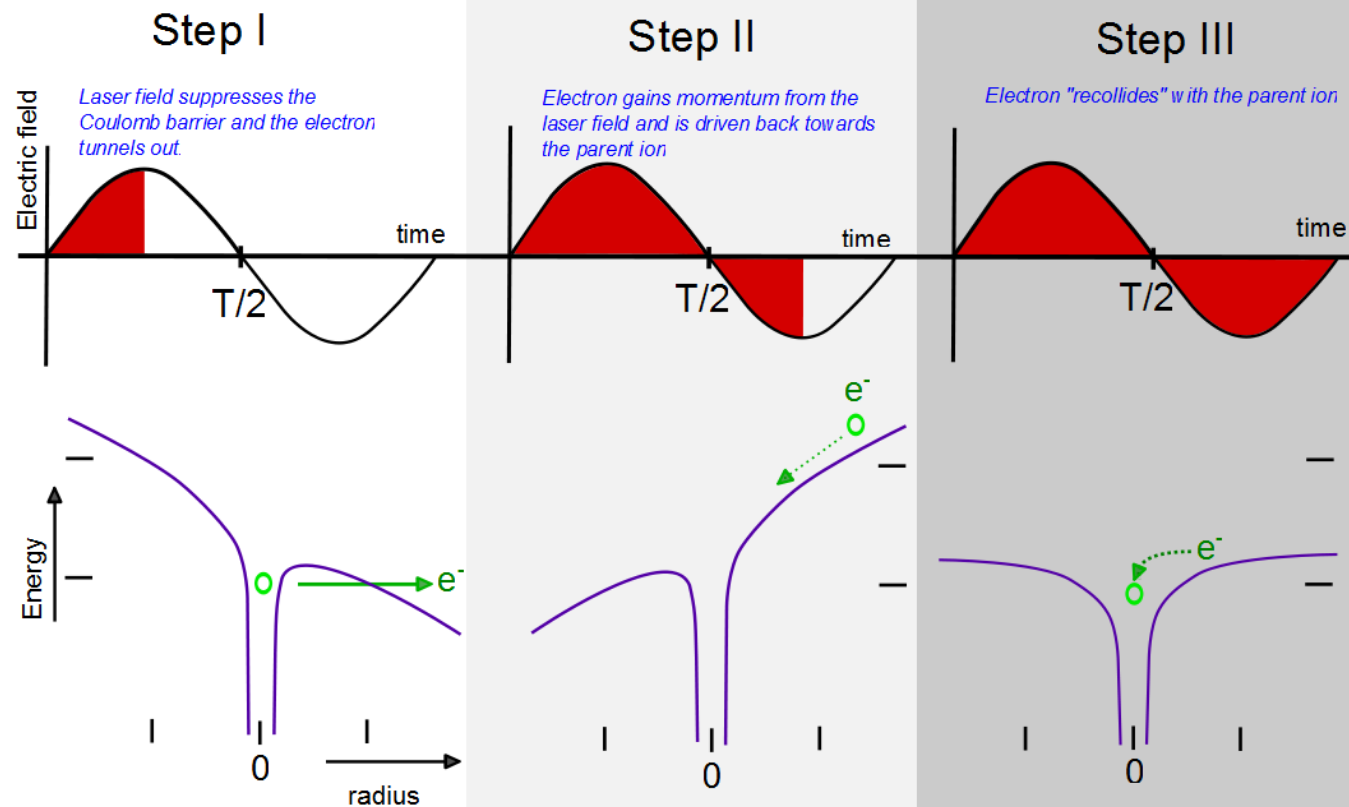 Step I
Laser field suppresses the
Coulomb barrier and the electron
tunnels out.
Electric field
time
T/2
Energy
e-
0
radius
Step II
Electron gains momentum from the
laser field and is driven back towards
the parent ion
time
T/2
e-
0
Step III
Electron "recollides" with the parent ion
time
T/2
e-
0